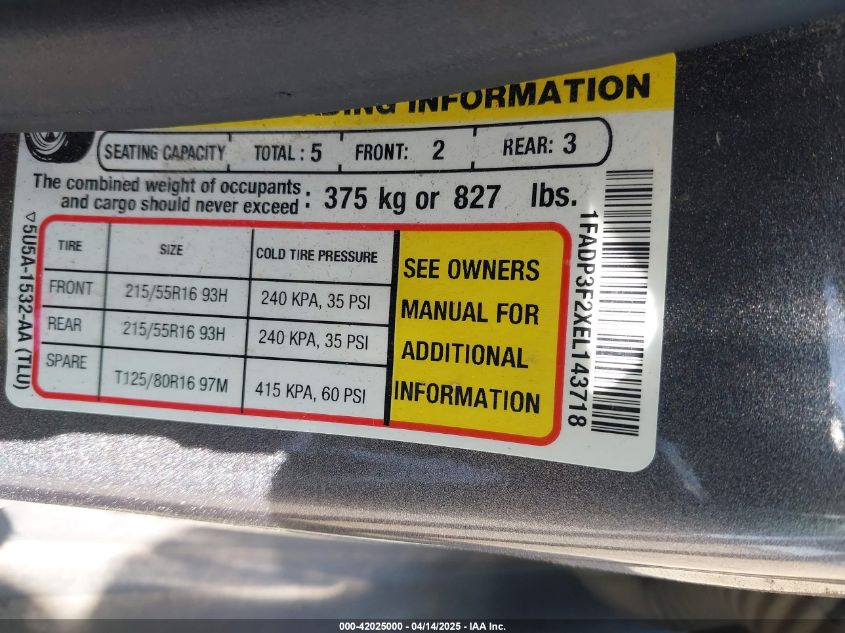 INFORMATION
SEATING CAPACITY TOTAL : 5 FRONT: 2 REAR: 3
The combined weight of occupants
and cargo should never exceed : 375 kg or 827 lbs.
TIRE SIZE COLD TIRE PRESSURE
FRONT 215/55R16 93H 240 KPA, 35 PSI
REAR 215/55R16 93H 240 KPA, 35 PSI
SPARE T125/80R16 97M 415 KPA, 60 PSI
SEE OWNERS
MANUAL FOR
ADDITIONAL
INFORMATION
▽5U5A-1532-AA (TLU)
1FADP3F2XEL143718
000-42025000 - 04/14/2025 - IAA Inc.